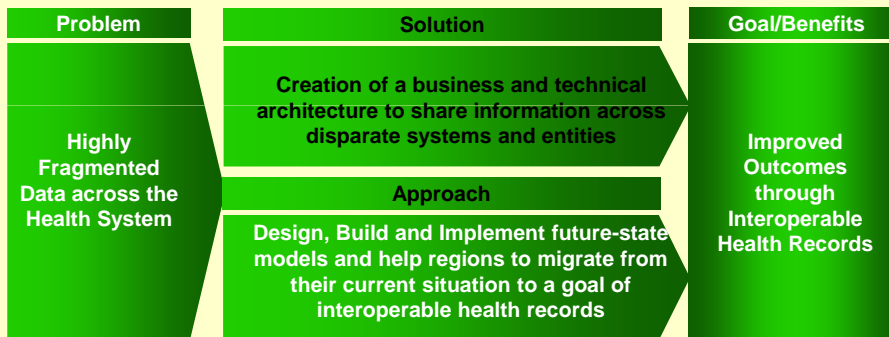 Problem
Highly
Fragmented
Data across the
Health System
Solution
Creation of a business and technical
architecture to share information across
disparate systems and entities
Approach
Design, Build and Implement future-state
models and help regions to migrate from
their current situation to a goal of
interoperable health records
Goal/Benefits
Improved
Outcomes
through
Interoperable
Health Records